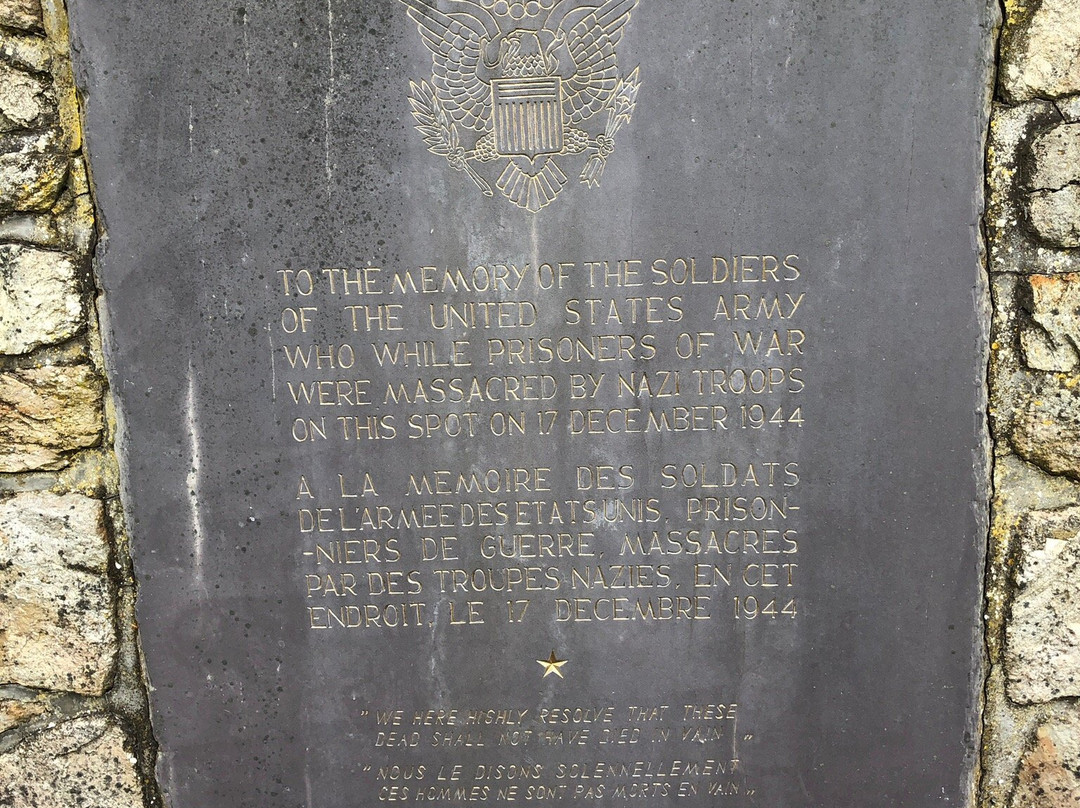 TO THE MEMORY OF THE SOLDIERS
OF THE UNITED STATES ARMY
WHO WHILE PRISONERS OF WAR
WERE MASSACRED BY NAZI TROOPS
ON THIS SPOT ON 17 DECEMBER 1944
A LA MEMOIRE DES SOLDATS
DE L'ARMEE DES ETATS UNIS, PRISON-
-NIERS DE GUERRE, MASSACRES
PAR DES TROUPES NAZIES, EN CET
ENDROIT, LE 17 DECEMBRE 1944
" WE HERE HIGHLY RESOLVE THAT THESE
DEAD SHALL NOT HAVE DIED IN VAIN "
" NOUS LE DISONS SOLENNELLEMENT
CES HOMMES NE SONT PAS MORTS EN VAIN "